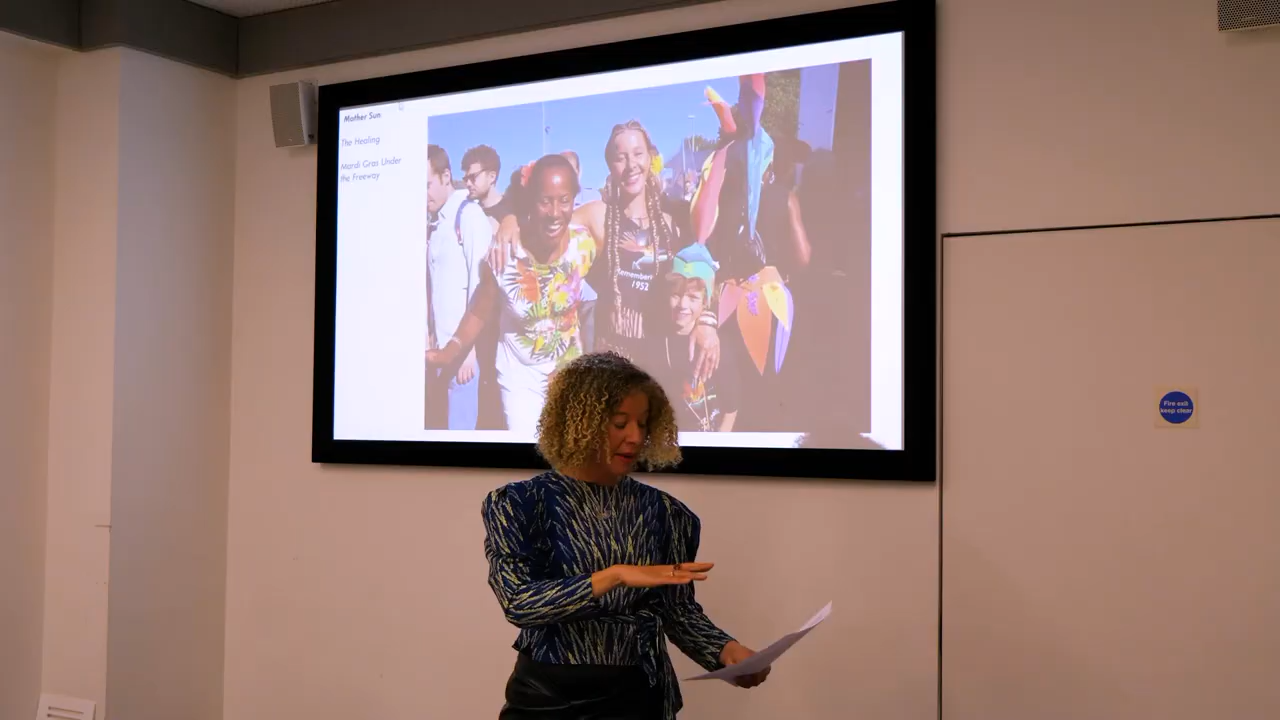 Mother Sun
The Healing
Mardi Gras Under
the Freeway
Remember
1952
Fire exit
keep clear